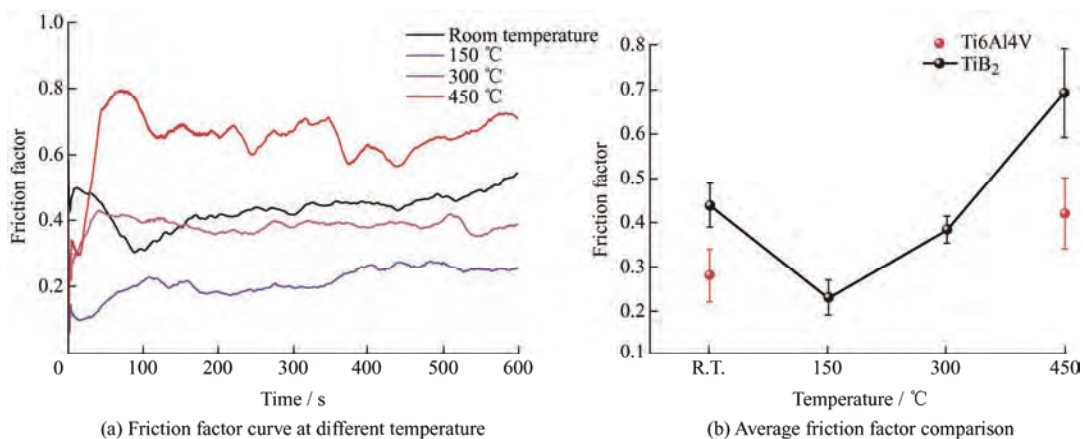 1.0
0.8
0.6
0.4
0.2
0
100
200
300
400
500
600
Friction factor
Time / s
Room temperature
150 ℃
300 ℃
450 ℃
(a) Friction factor curve at different temperature
0.8
0.7
0.6
0.5
0.4
0.3
0.2
0.1
R.T.
150
300
450
Friction factor
Temperature / ℃
Ti6Al4V
TiB₂
(b) Average friction factor comparison